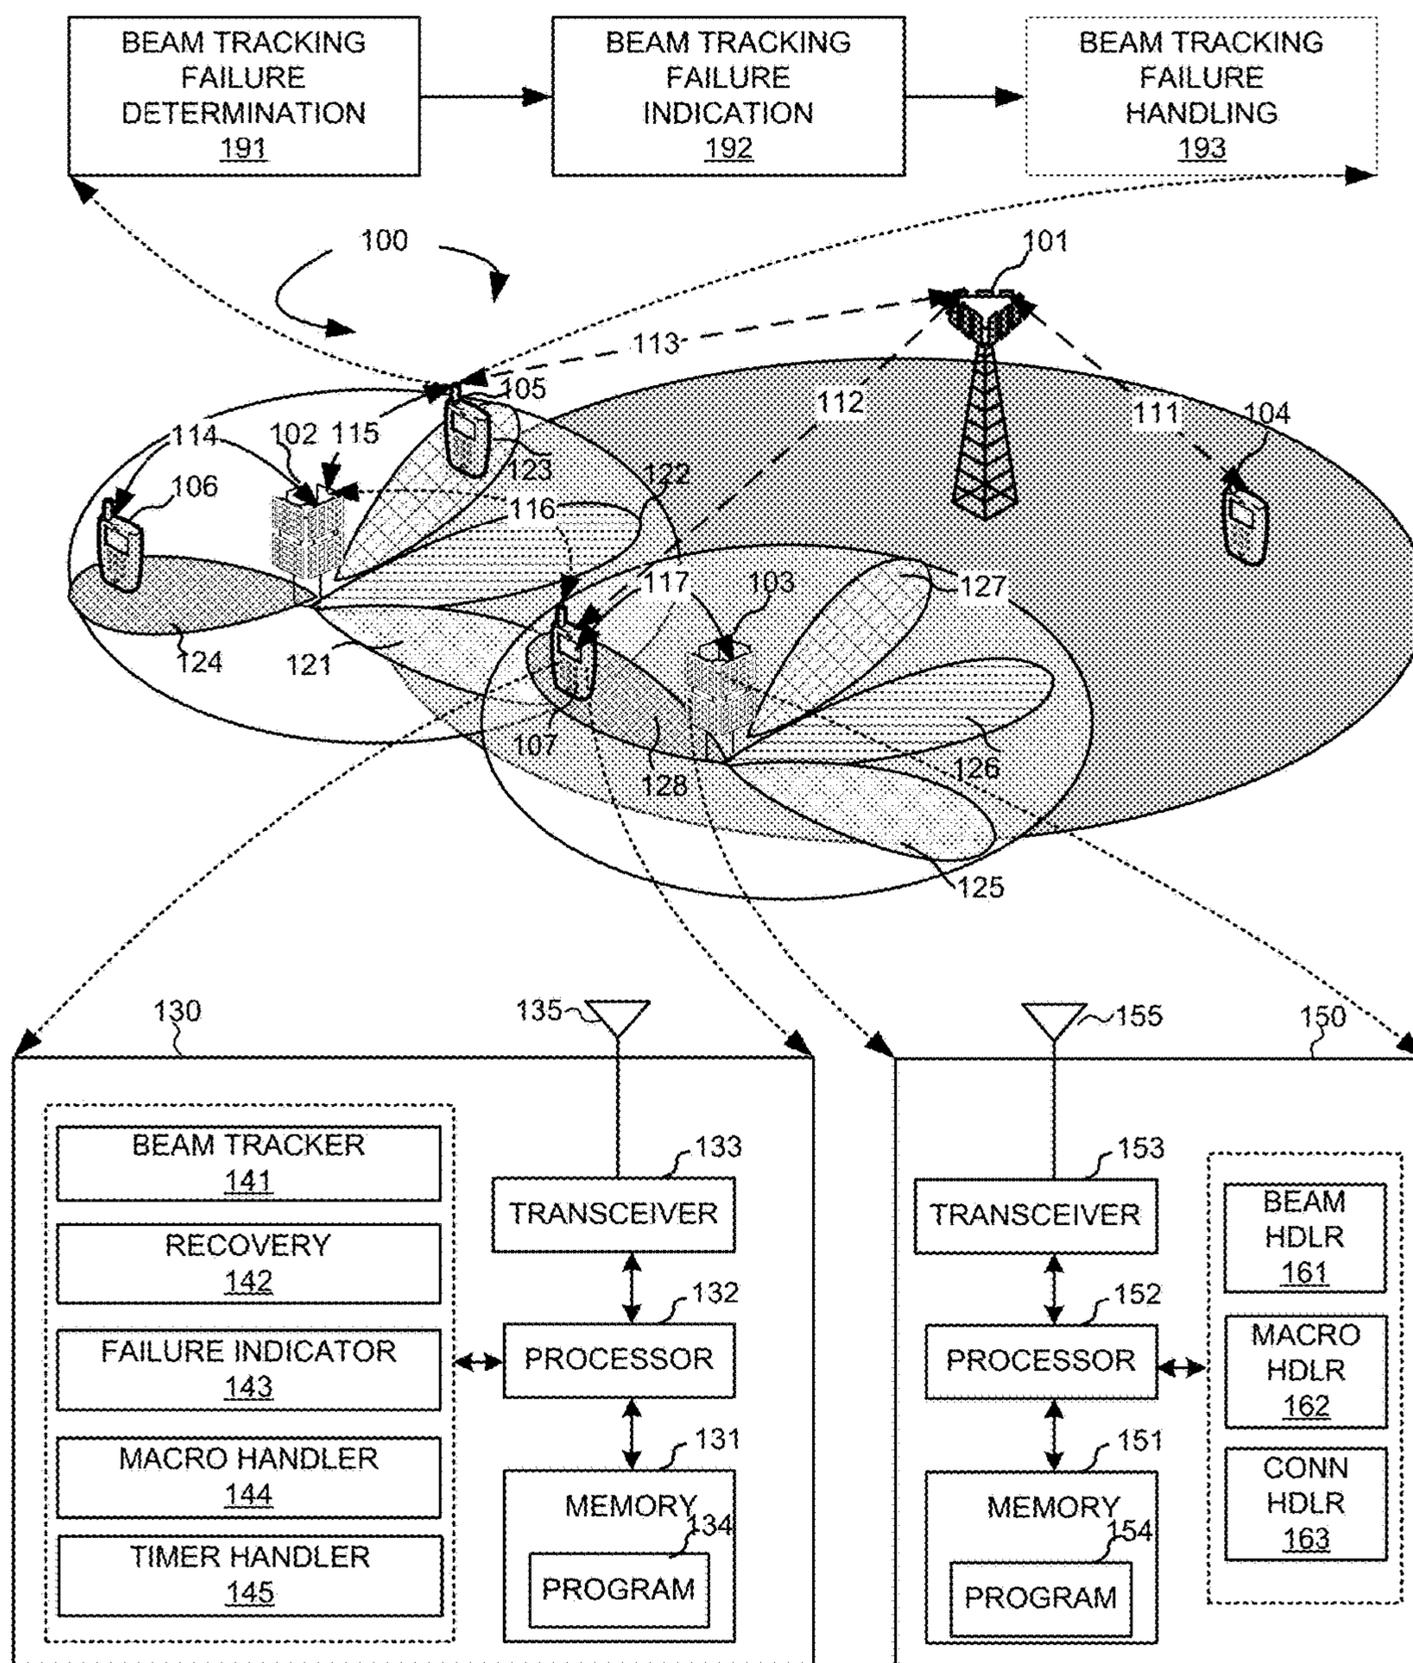 BEAM TRACKING
FAILURE
DETERMINATION
191
BEAM TRACKING
FAILURE
INDICATION
192
BEAM TRACKING
FAILURE
HANDLING
193
100
101
113
105
112
111
104
114
102
115
123
122
106
116
117
103
127
124
121
107
128
126
125
130
135
155
150
BEAM TRACKER
141
RECOVERY
142
FAILURE INDICATOR
143
MACRO HANDLER
144
TIMER HANDLER
145
133
TRANSCEIVER
132
PROCESSOR
131
MEMORY
134
PROGRAM
153
TRANSCEIVER
152
PROCESSOR
151
MEMORY
154
PROGRAM
BEAM
HDLR
161
MACRO
HDLR
162
CONN
HDLR
163